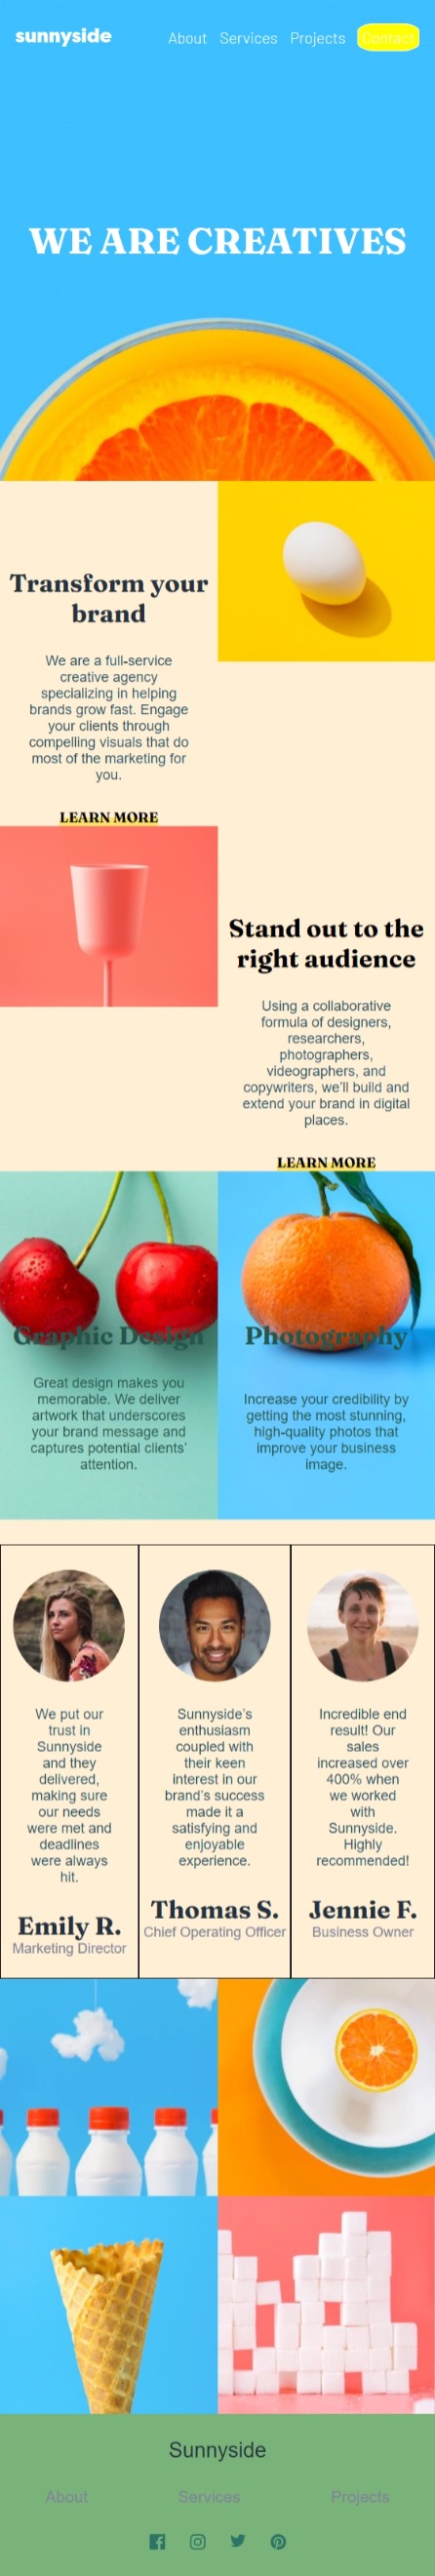 sunnyside
About Services Projects Contact
WE ARE CREATIVES
Transform your
brand
We are a full-service
creative agency
specializing in helping
brands grow fast. Engage
your clients through
compelling visuals that do
most of the marketing for
you.
LEARN MORE
Stand out to the
right audience
Using a collaborative
formula of designers,
researchers,
photographers,
videographers, and
copywriters, we'll build and
extend your brand in digital
places.
LEARN MORE
Graphic Design
Great design makes you
memorable. We deliver
artwork that underscores
your brand message and
captures potential clients'
attention.
Photography
Increase your credibility by
getting the most stunning,
high-quality photos that
improve your business
image.
We put our
trust in
Sunnyside
and they
delivered,
making sure
our needs
were met and
deadlines
were always
hit.
Emily R.
Marketing Director
Sunnyside's
enthusiasm
coupled with
their keen
interest in our
brand's success
made it a
satisfying and
enjoyable
experience.
Thomas S.
Chief Operating Officer
Incredible end
result! Our
sales
increased over
400% when
we worked
with
Sunnyside.
Highly
recommended!
Jennie F.
Business Owner
Sunnyside
About Services Projects